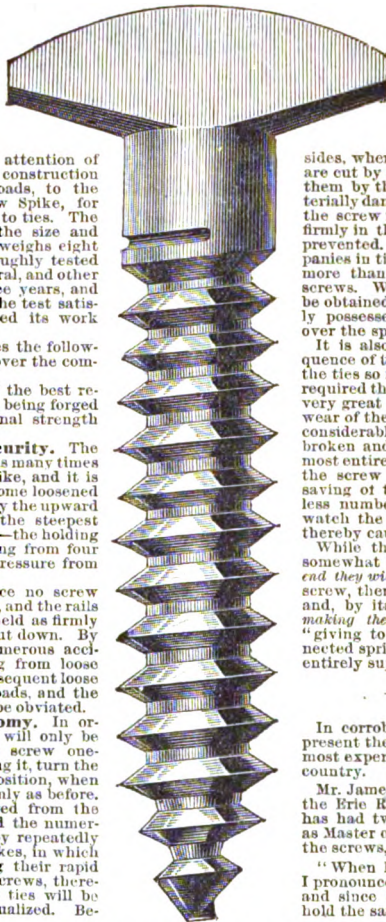 attention of
construction
oads, to the
w Spike, for
to ties. The
the size and
weighs eight
oughly tested
ral, and other
ee years, and
he test satis-
ed its work
es the follow-
over the com-
the best re-
being forged
nal strength
curity. The
s many times
ike, and it is
ome loosened
y the upward
the steepest
—the holding
ng from four
ressure from
ce no screw
, and the rails
eld as firmly
ut down. By
umerous acci-
g from loose
sequent loose
oads, and the
be obviated.
omy. In or-
will only be
screw one-
ng it, turn the
osition, when
nly as before.
ed from the
d the numer-
y repeatedly
kes, in which
g their rapid
crews, there-
ties will be
ualized. Be-
sides, when
are cut by
them by th
terially dan
the screw
firmly in th
prevented.
panies in ti
more than
screws. W
be obtained
ly possesse
over the sp
It is also
quence of t
the ties so
required th
very great
wear of the
considerabl
broken and
most entire
the screw
saving of t
less numbe
watch the
thereby cau
While th
somewhat
end they wi
screw, ther
and, by it
making the
"giving to
nected spri
entirely su
In corrob
present the
most exper
country.
Mr. Jame
the Erie R
has had tw
as Master o
the screws,
"When I
I pronounce
and since
hold the sa